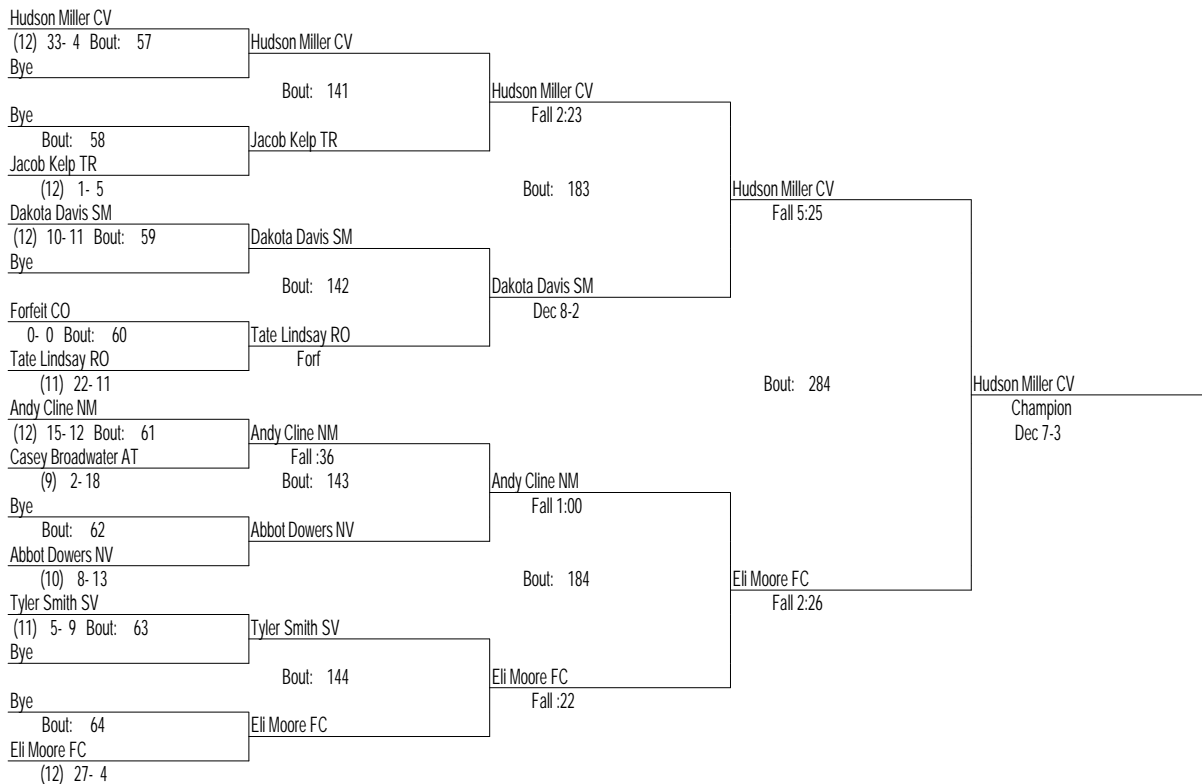 Hudson Miller CV
(12) 33- 4 Bout: 57
Bye
Bye
Bout: 58
Jacob Kelp TR
(12) 1- 5
Dakota Davis SM
(12) 10- 11 Bout: 59
Bye
Forfeit CO
0- 0 Bout: 60
Tate Lindsay RO
(11) 22- 11
Andy Cline NM
(12) 15- 12 Bout: 61
Casey Broadwater AT
(9) 2- 18
Bye
Bout: 62
Abbot Dowers NV
(10) 8- 13
Tyler Smith SV
(11) 5- 9 Bout: 63
Bye
Bye
Bout: 64
Eli Moore FC
(12) 27- 4
Hudson Miller CV
Bout: 141
Jacob Kelp TR
Dakota Davis SM
Bout: 142
Tate Lindsay RO
Forf
Andy Cline NM
Fall :36
Bout: 143
Abbot Dowers NV
Tyler Smith SV
Bout: 144
Eli Moore FC
Hudson Miller CV
Fall 2:23
Bout: 183
Dakota Davis SM
Dec 8-2
Andy Cline NM
Fall 1:00
Bout: 184
Eli Moore FC
Fall :22
Hudson Miller CV
Fall 5:25
Bout: 284
Eli Moore FC
Fall 2:26
Hudson Miller CV
Champion
Dec 7-3